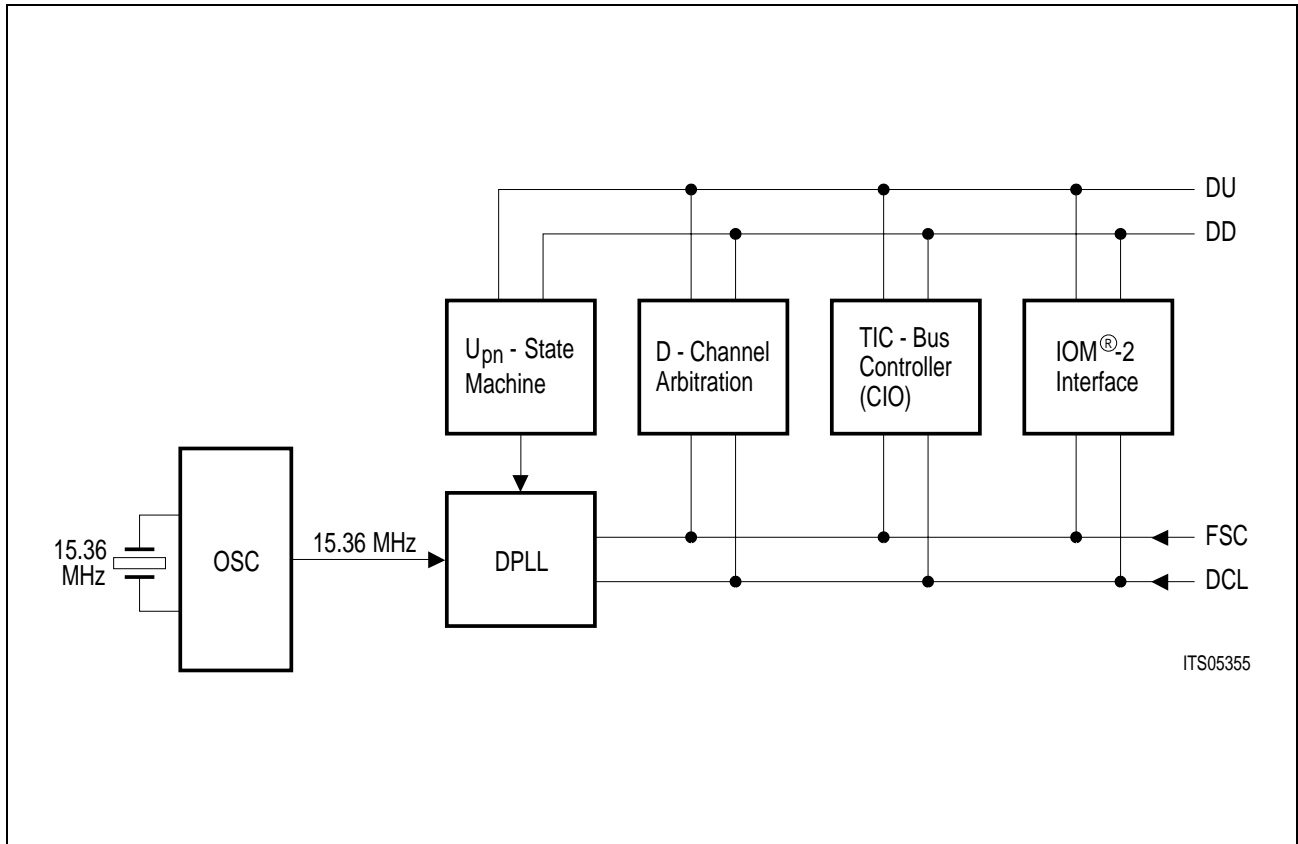 DU
DD
Upn - State
Machine
D - Channel
Arbitration
TIC - Bus
Controller
(CIO)
IOM®-2
Interface
15.36
MHz
OSC
15.36 MHz
DPLL
FSC
DCL
ITS05355